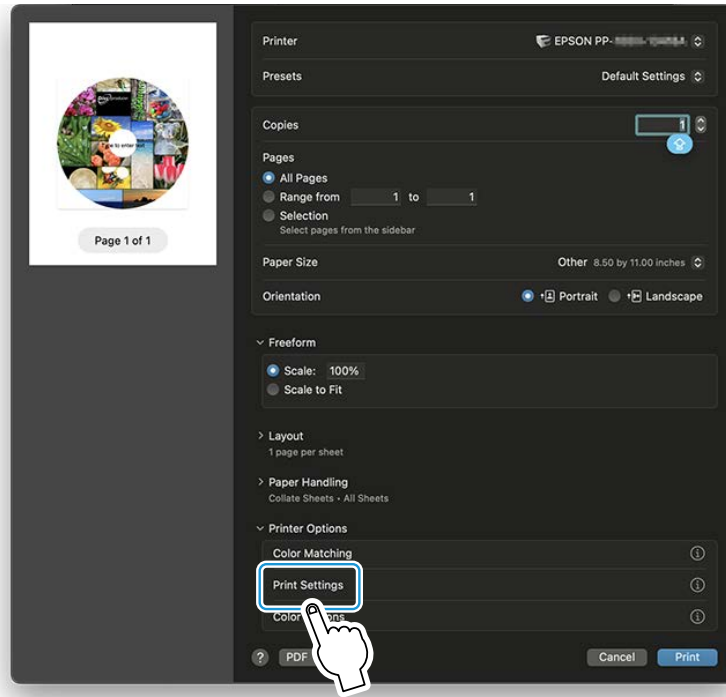 Page 1 of 1
Printer EPSON PP-
Presets Default Settings
Copies 1
Pages
All Pages
Range from 1 to 1
Selection
Select pages from the sidebar
Paper Size Other 8.50 by 11.00 inches
Orientation Portrait Landscape
Freeform
Scale: 100%
Scale to Fit
Layout
1 page per sheet
Paper Handling
Collate Sheets • All Sheets
Printer Options
Color Matching
Print Settings
Color
? PDF Cancel Print